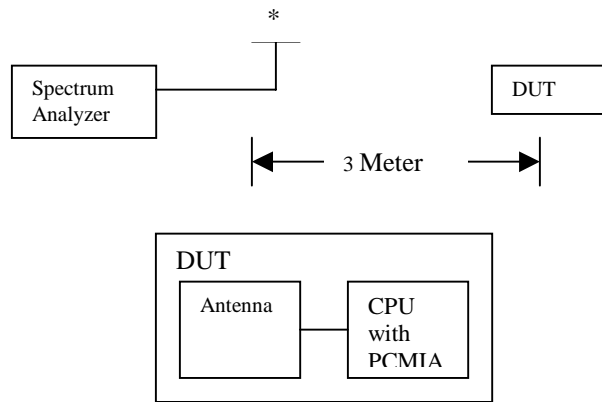 *
Spectrum
Analyzer
DUT
3 Meter
DUT
Antenna
CPU
with
PCMIA